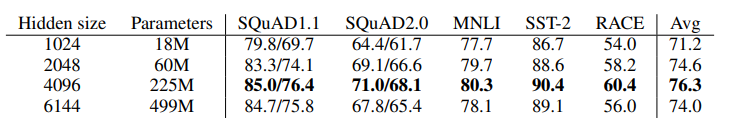 Hidden size Parameters SQuAD1.1 SQuAD2.0 MNLI SST-2 RACE Avg
1024 18M 79.8/69.7 64.4/61.7 77.7 86.7 54.0 71.2
2048 60M 83.3/74.1 69.1/66.6 79.7 88.6 58.2 74.6
4096 225M 85.0/76.4 71.0/68.1 80.3 90.4 60.4 76.3
6144 499M 84.7/75.8 67.8/65.4 78.1 89.1 56.0 74.0